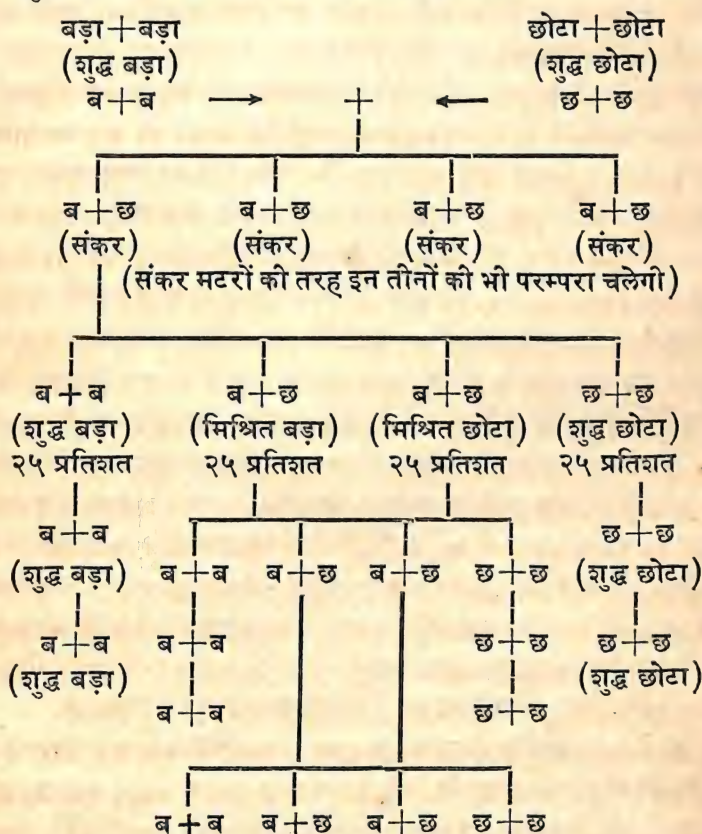 बड़ा+बड़ा छोटा+छोटा
(शुद्ध बड़ा) (शुद्ध छोटा)
ब+ब + छ+छ
ब+छ ब+छ ब+छ ब+छ
(संकर) (संकर) (संकर) (संकर)
(संकर मटरों की तरह इन तीनों की भी परम्परा चलेगी)
ब+ब ब+छ ब+छ छ+छ
(शुद्ध बड़ा) (मिश्रित बड़ा) (मिश्रित छोटा) (शुद्ध छोटा)
२५ प्रतिशत २५ प्रतिशत २५ प्रतिशत २५ प्रतिशत
ब+ब छ+छ
(शुद्ध बड़ा) ब+ब ब+छ ब+छ छ+छ (शुद्ध छोटा)
ब+ब ब+ब छ+छ छ+छ
(शुद्ध बड़ा) (शुद्ध छोटा)
ब+ब छ+छ
ब+ब ब+छ ब+छ छ+छ